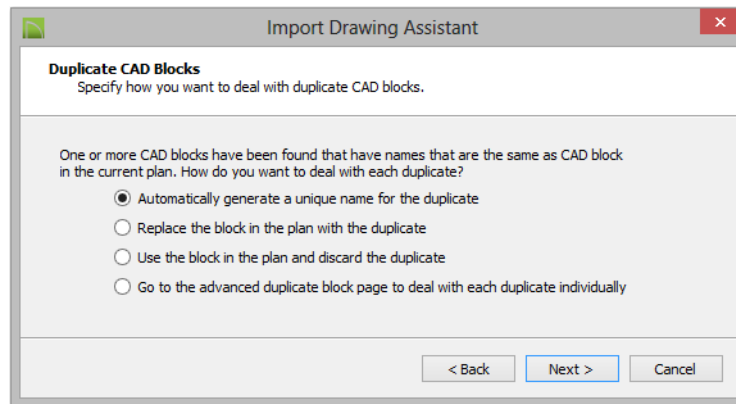 Import Drawing Assistant
Duplicate CAD Blocks
Specify how you want to deal with duplicate CAD blocks.
One or more CAD blocks have been found that have names that are the same as CAD block
in the current plan. How do you want to deal with each duplicate?
Automatically generate a unique name for the duplicate
Replace the block in the plan with the duplicate
Use the block in the plan and discard the duplicate
Go to the advanced duplicate block page to deal with each duplicate individually
< Back Next > Cancel